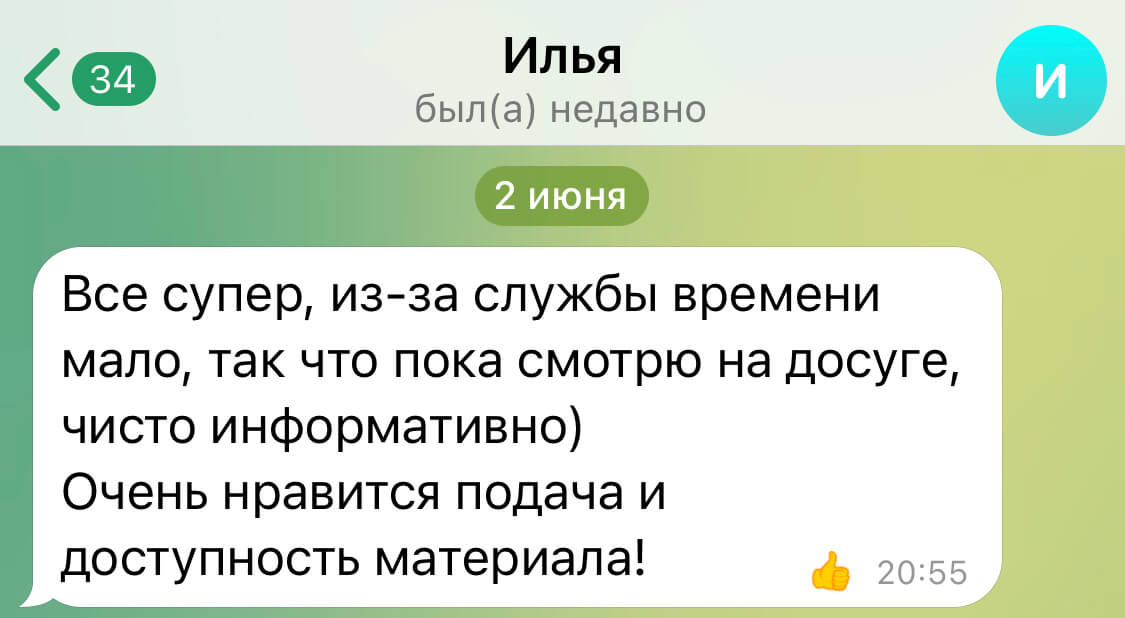 34
Илья
был(а) недавно
И
2 июня
Все супер, из-за службы времени
мало, так что пока смотрю на досуге,
чисто информативно)
Очень нравится подача и
доступность материала!
20:55